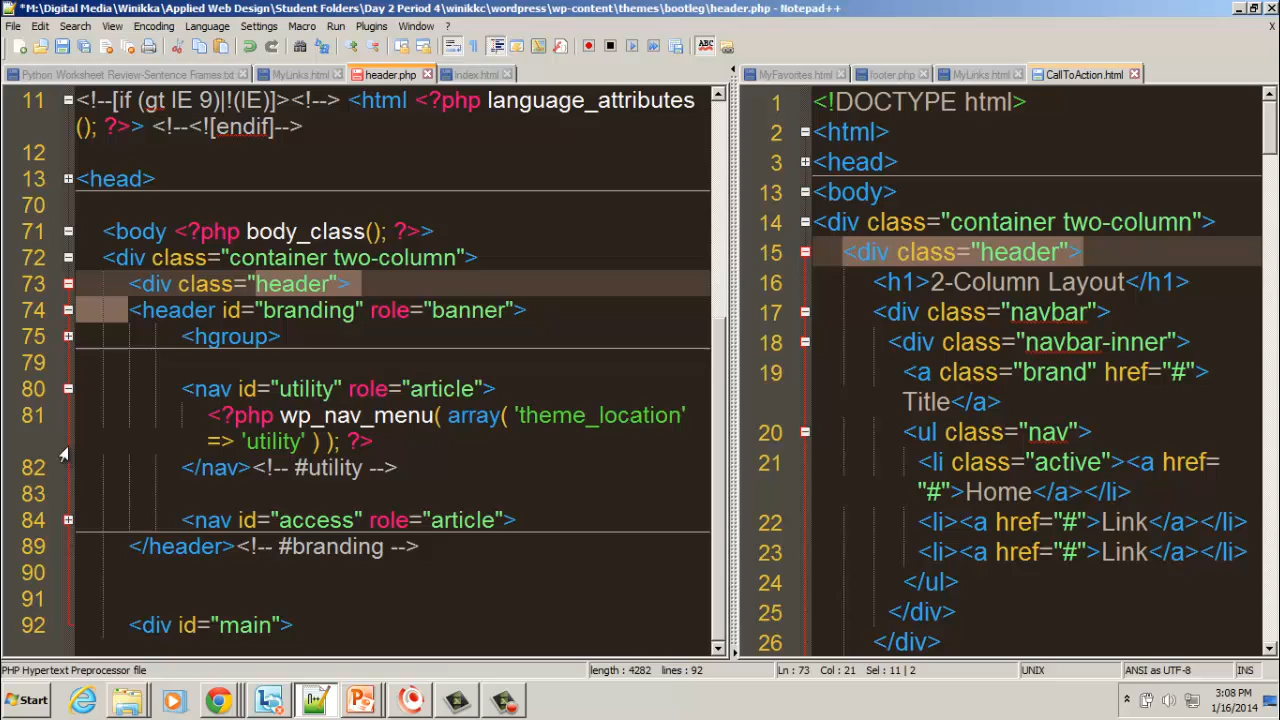 *M:\Digital Media\Winikka\Applied Web Design\Student Folders\Day 2 Period 4\winikkc\wordpress\wp-content\themes\bootleg\header.php - Notepad++
File Edit Search View Encoding Language Settings Macro Run Plugins Window ?
X
Python Worksheet Review-Sentence Frames.txt MyLinks.html header.php index.html
MyFavorites.html footer.php MyLinks.html CallToAction.html
11 <!--[if (gt IE 9)|!(IE)]><!--> <html <?php language_attributes
(); ?>> <!--<![endif]-->
12
13 <head>
70
71 <body <?php body_class(); ?>>
72 <div class="container two-column">
73 <div class="header">
74 <header id="branding" role="banner">
75 <hgroup>
79
80 <nav id="utility" role="article">
81 <?php wp_nav_menu( array( 'theme_location'
=> 'utility' ) ); ?>
82 </nav><!-- #utility -->
83
84 <nav id="access" role="article">
89 </header><!-- #branding -->
90
91
92 <div id="main">
1 <!DOCTYPE html>
2 <html>
3 <head>
13 <body>
14 <div class="container two-column">
15 <div class="header">
16 <h1>2-Column Layout</h1>
17 <div class="navbar">
18 <div class="navbar-inner">
19 <a class="brand" href="#">
Title</a>
20 <ul class="nav">
21 <li class="active"><a href=
"#">Home</a></li>
22 <li><a href="#">Link</a></li>
23 <li><a href="#">Link</a></li>
24 </ul>
25 </div>
26 </div>
PHP Hypertext Preprocessor file length : 4282 lines : 92 Ln : 73 Col : 21 Sel : 11 | 2 UNIX ANSI as UTF-8 INS
Start
3:08 PM
1/16/2014